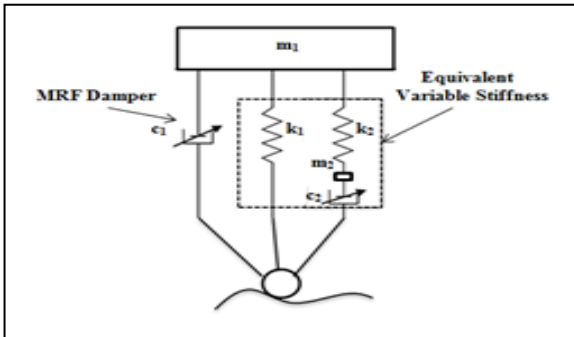 m₁
Equivalent
Variable Stiffness
MRF Damper
c₁
k₁
k₂
m₂
c₂